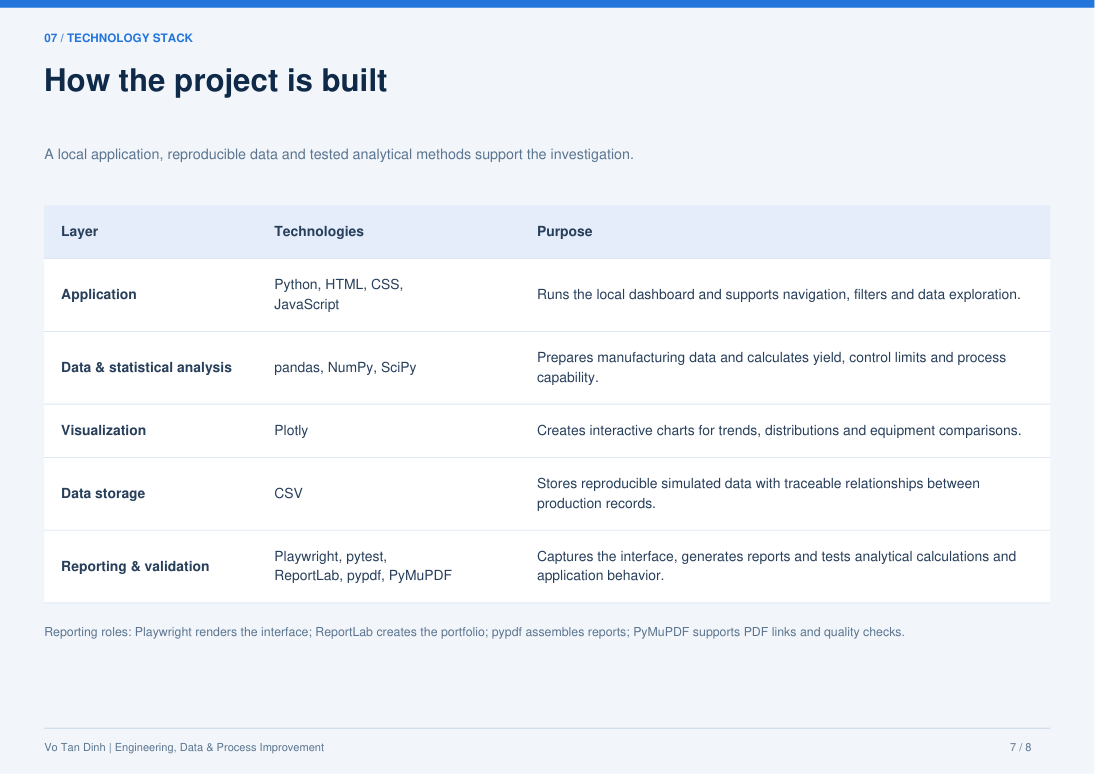 07 / TECHNOLOGY STACK
How the project is built
A local application, reproducible data and tested analytical methods support the investigation.
Layer Technologies Purpose
Application
Python, HTML, CSS,
JavaScript
Runs the local dashboard and supports navigation, filters and data exploration.
Data & statistical analysis
pandas, NumPy, SciPy
Prepares manufacturing data and calculates yield, control limits and process
capability.
Visualization
Plotly
Creates interactive charts for trends, distributions and equipment comparisons.
Data storage
CSV
Stores reproducible simulated data with traceable relationships between
production records.
Reporting & validation
Playwright, pytest,
ReportLab, pypdf, PyMuPDF
Captures the interface, generates reports and tests analytical calculations and
application behavior.
Reporting roles: Playwright renders the interface; ReportLab creates the portfolio; pypdf assembles reports; PyMuPDF supports PDF links and quality checks.
Vo Tan Dinh | Engineering, Data & Process Improvement
7 / 8